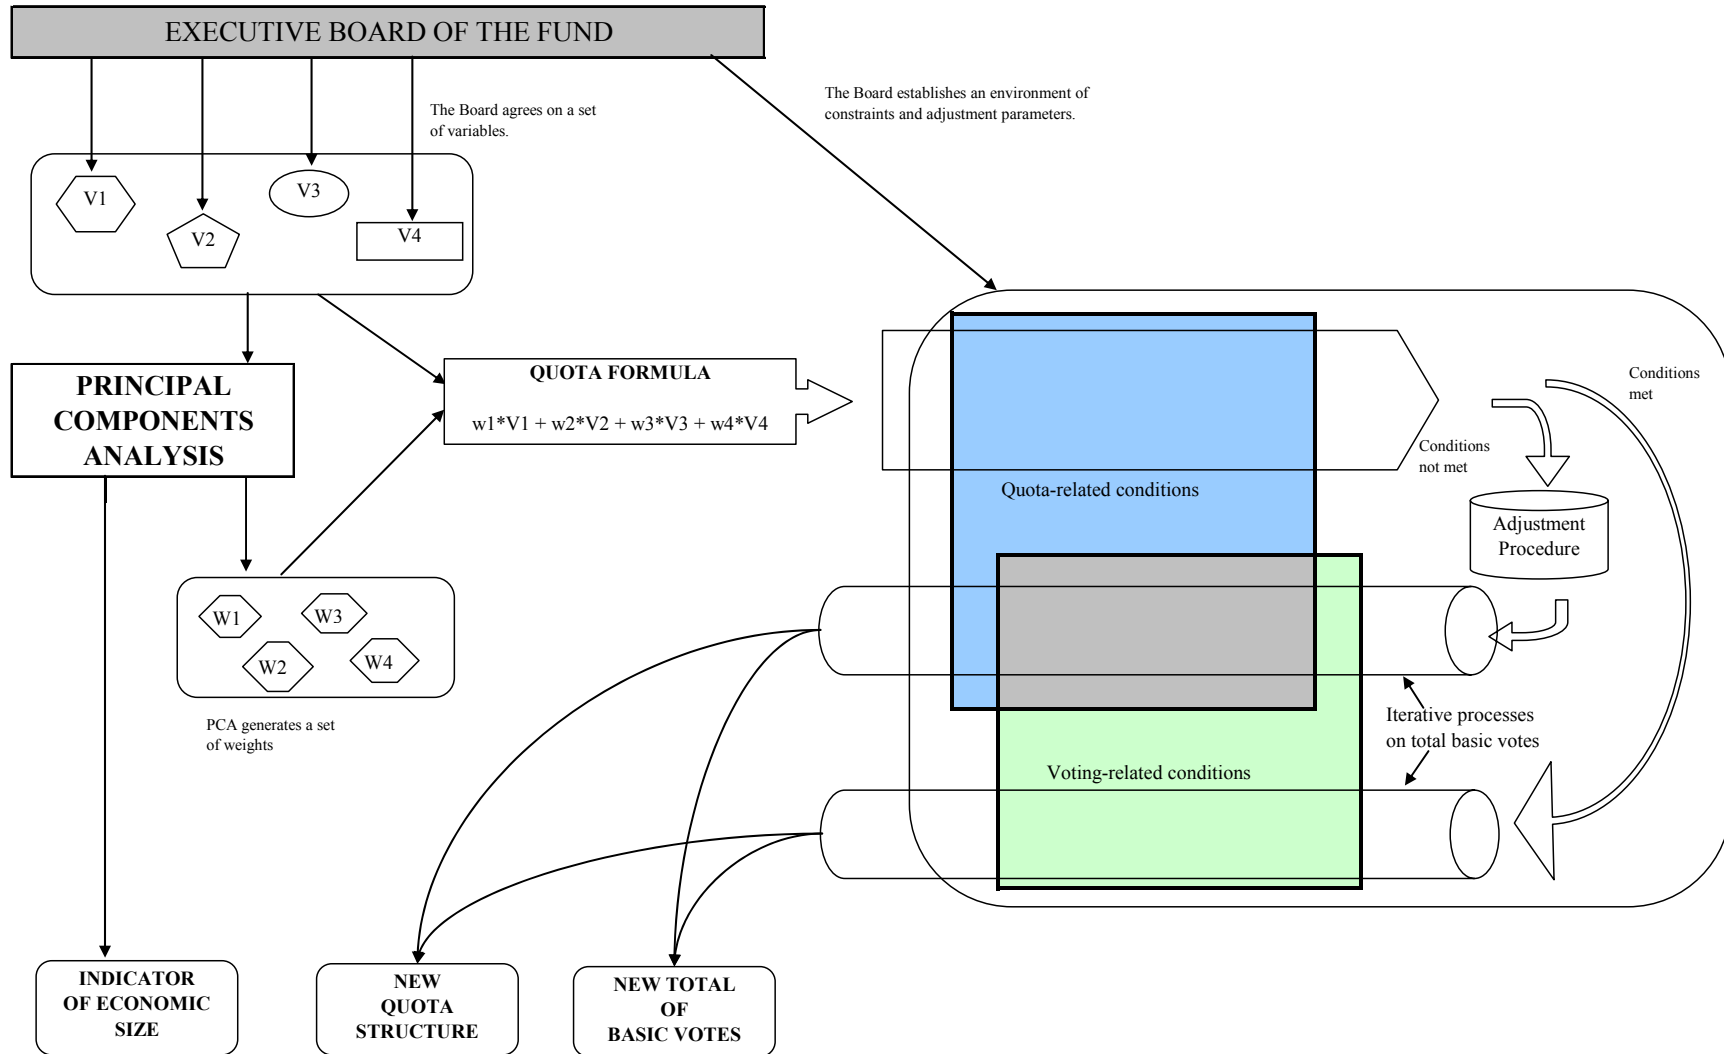 EXECUTIVE BOARD OF THE FUND
The Board agrees on a set
of variables.
The Board establishes an environment of
constraints and adjustment parameters.
V1
V2
V3
V4
PRINCIPAL
COMPONENTS
ANALYSIS
QUOTA FORMULA
w1*V1 + w2*V2 + w3*V3 + w4*V4
Conditions
met
Conditions
not met
Quota-related conditions
Adjustment
Procedure
W1
W3
W2
W4
PCA generates a set
of weights
Iterative processes
on total basic votes
Voting-related conditions
INDICATOR
OF ECONOMIC
SIZE
NEW
QUOTA
STRUCTURE
NEW TOTAL
OF
BASIC VOTES